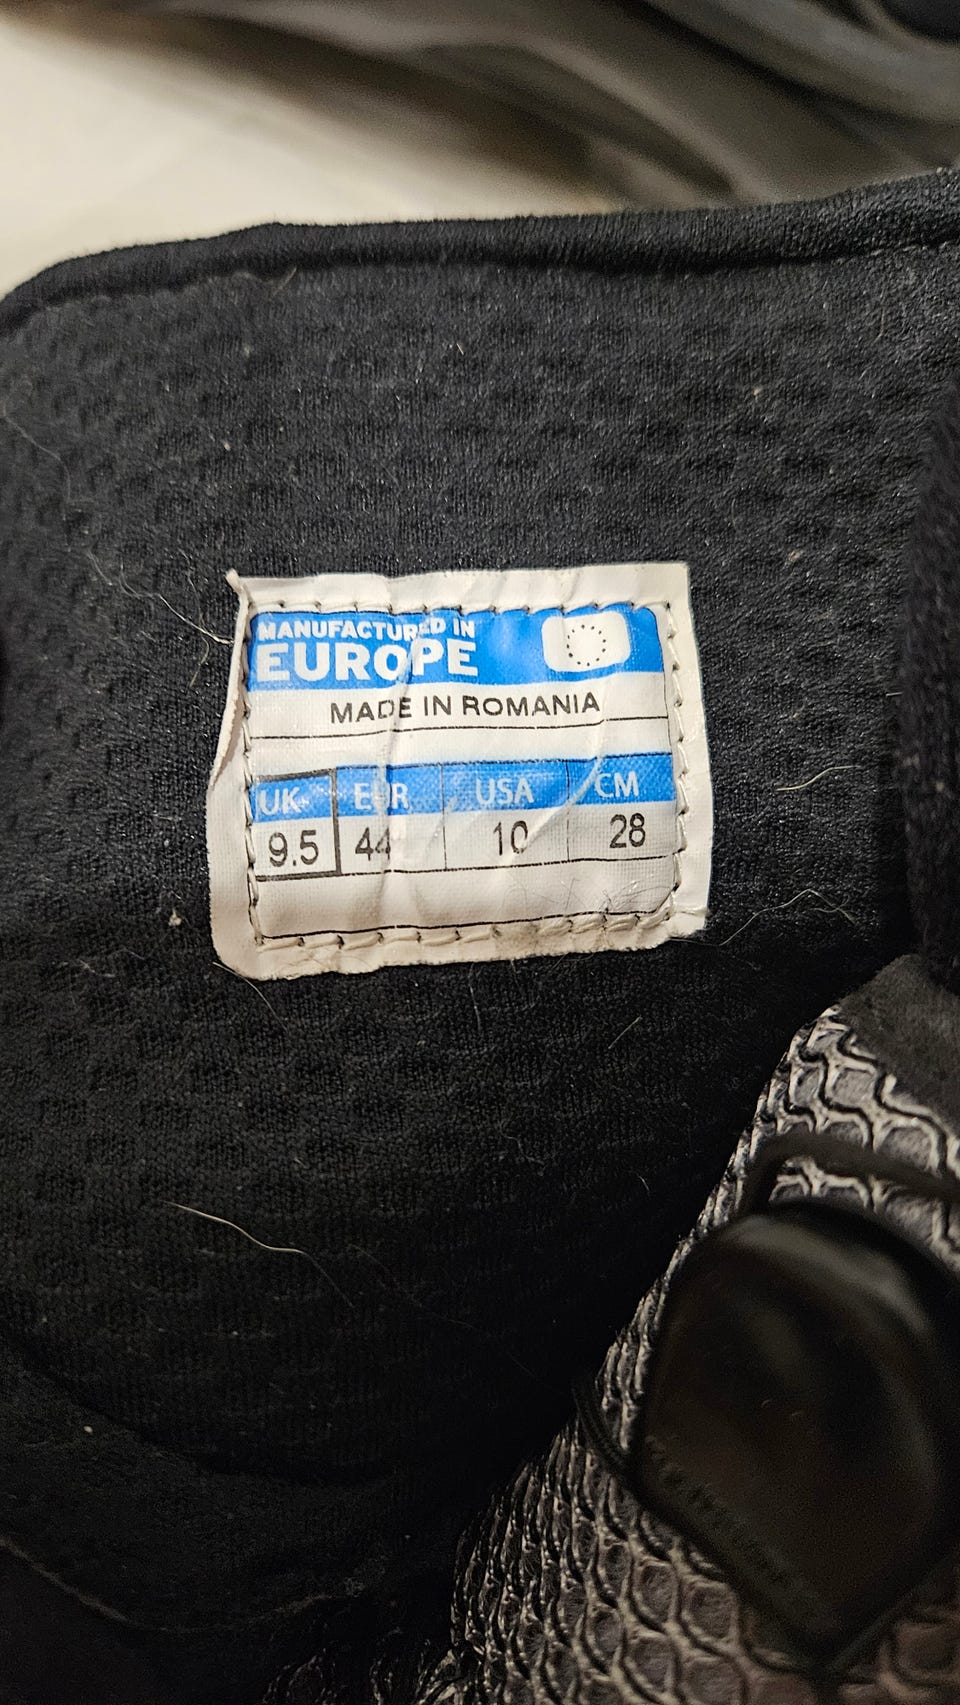 MANUFACTURED IN
EUROPE
MADE IN ROMANIA
UK EUR USA CM
9.5 44 10 28